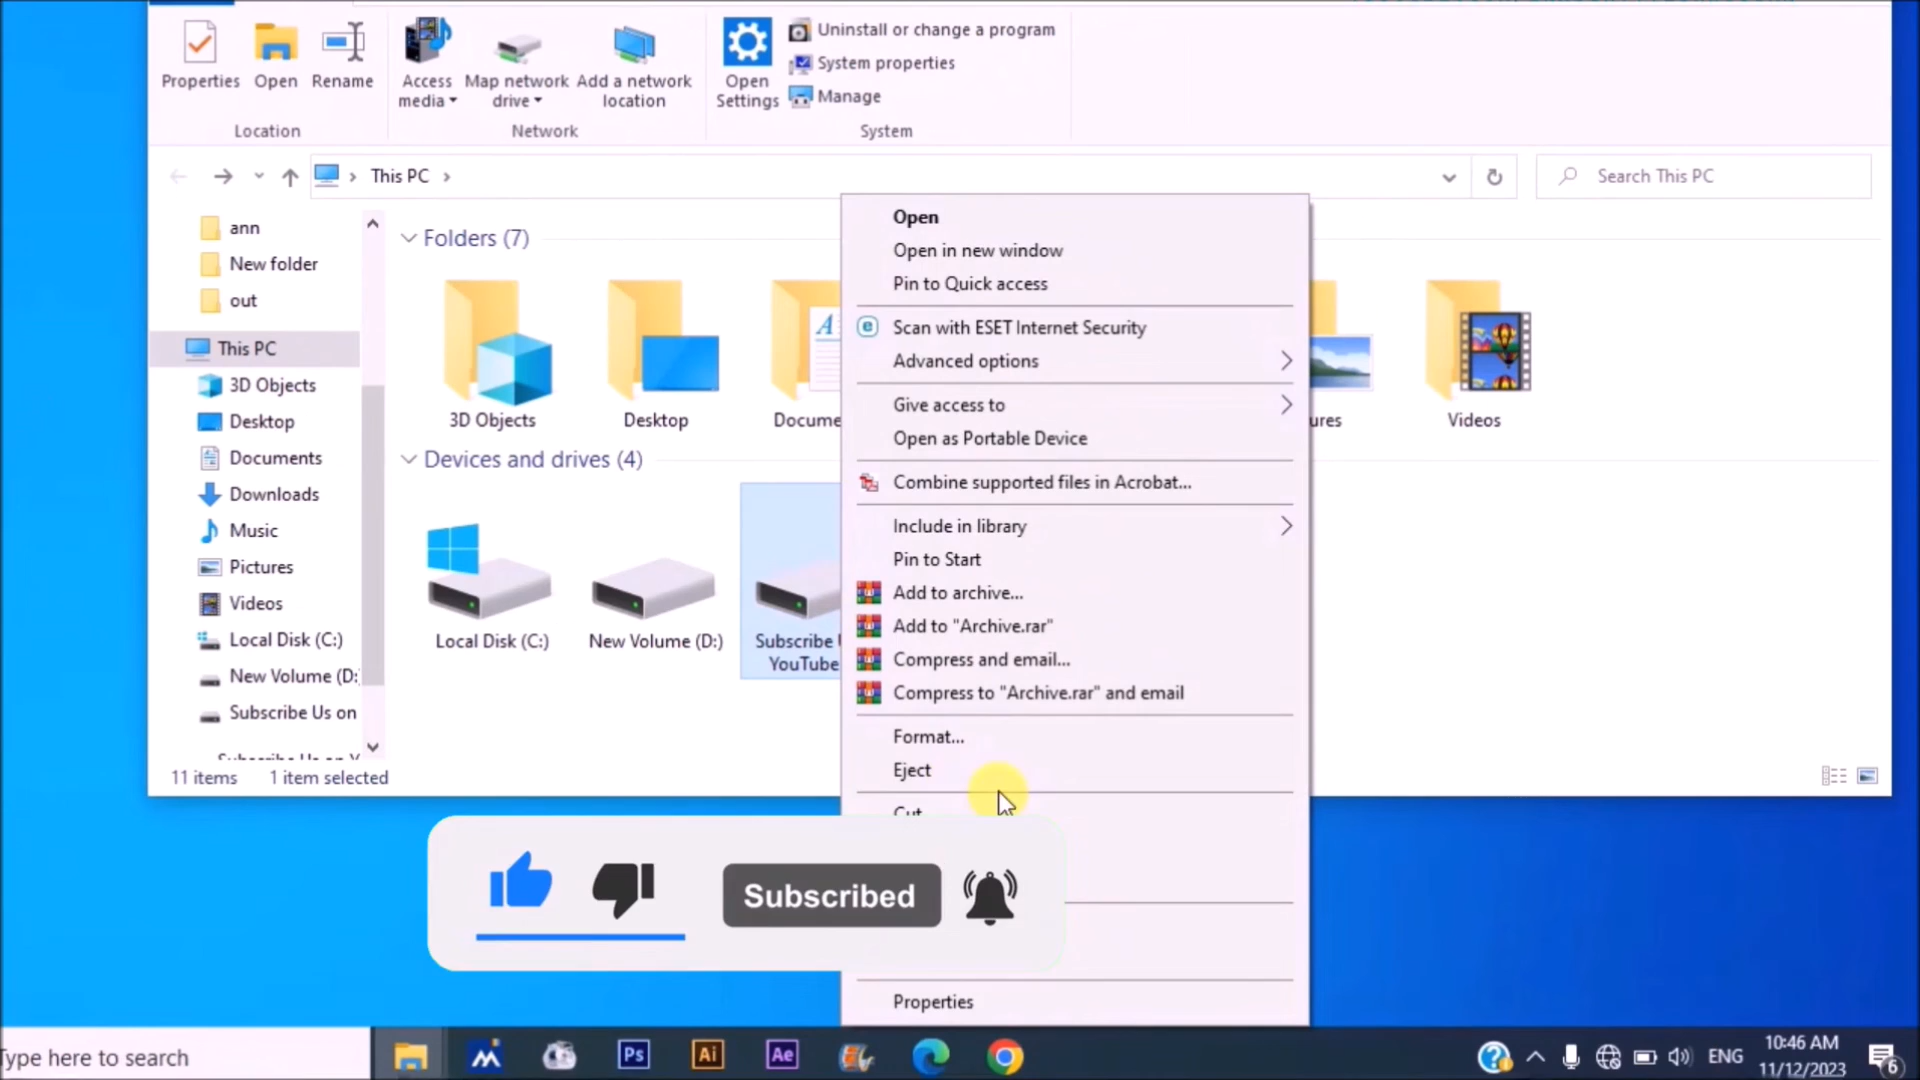 Properties
Open
Rename
Access
media
Map network
drive
Add a network
location
Open
Settings
Uninstall or change a program
System properties
Manage
Location
Network
System
This PC
Search This PC
ann
New folder
out
This PC
3D Objects
Desktop
Documents
Downloads
Music
Pictures
Videos
Local Disk (C:)
New Volume (D:
Subscribe Us on
Folders (7)
3D Objects
Desktop
Docume
ures
Videos
Devices and drives (4)
Local Disk (C:)
New Volume (D:)
Subscribe
YouTube
Open
Open in new window
Pin to Quick access
Scan with ESET Internet Security
Advanced options
Give access to
Open as Portable Device
Combine supported files in Acrobat...
Include in library
Pin to Start
Add to archive...
Add to "Archive.rar"
Compress and email...
Compress to "Archive.rar" and email
Format...
Eject
Cut
Properties
11 items
1 item selected
Subscribed
Type here to search
Ps
Ai
Ae
ENG
10:46 AM
11/12/2023
6